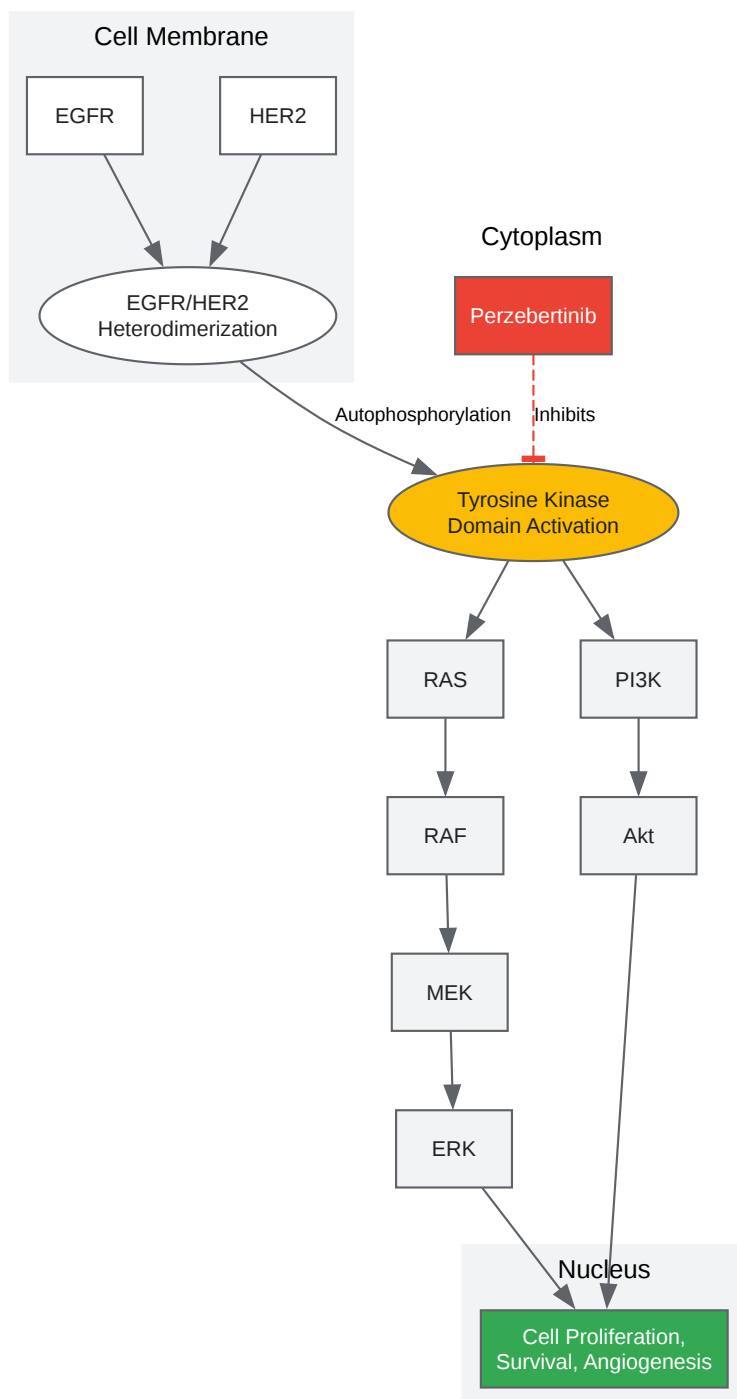 Cell Membrane
EGFR
HER2
EGFR/HER2
Heterodimerization
Cytoplasm
Perzebertinib
Autophosphorylation
Inhibits
Tyrosine Kinase
Domain Activation
RAS
PI3K
RAF
Akt
MEK
ERK
Nucleus
Cell Proliferation,
Survival, Angiogenesis